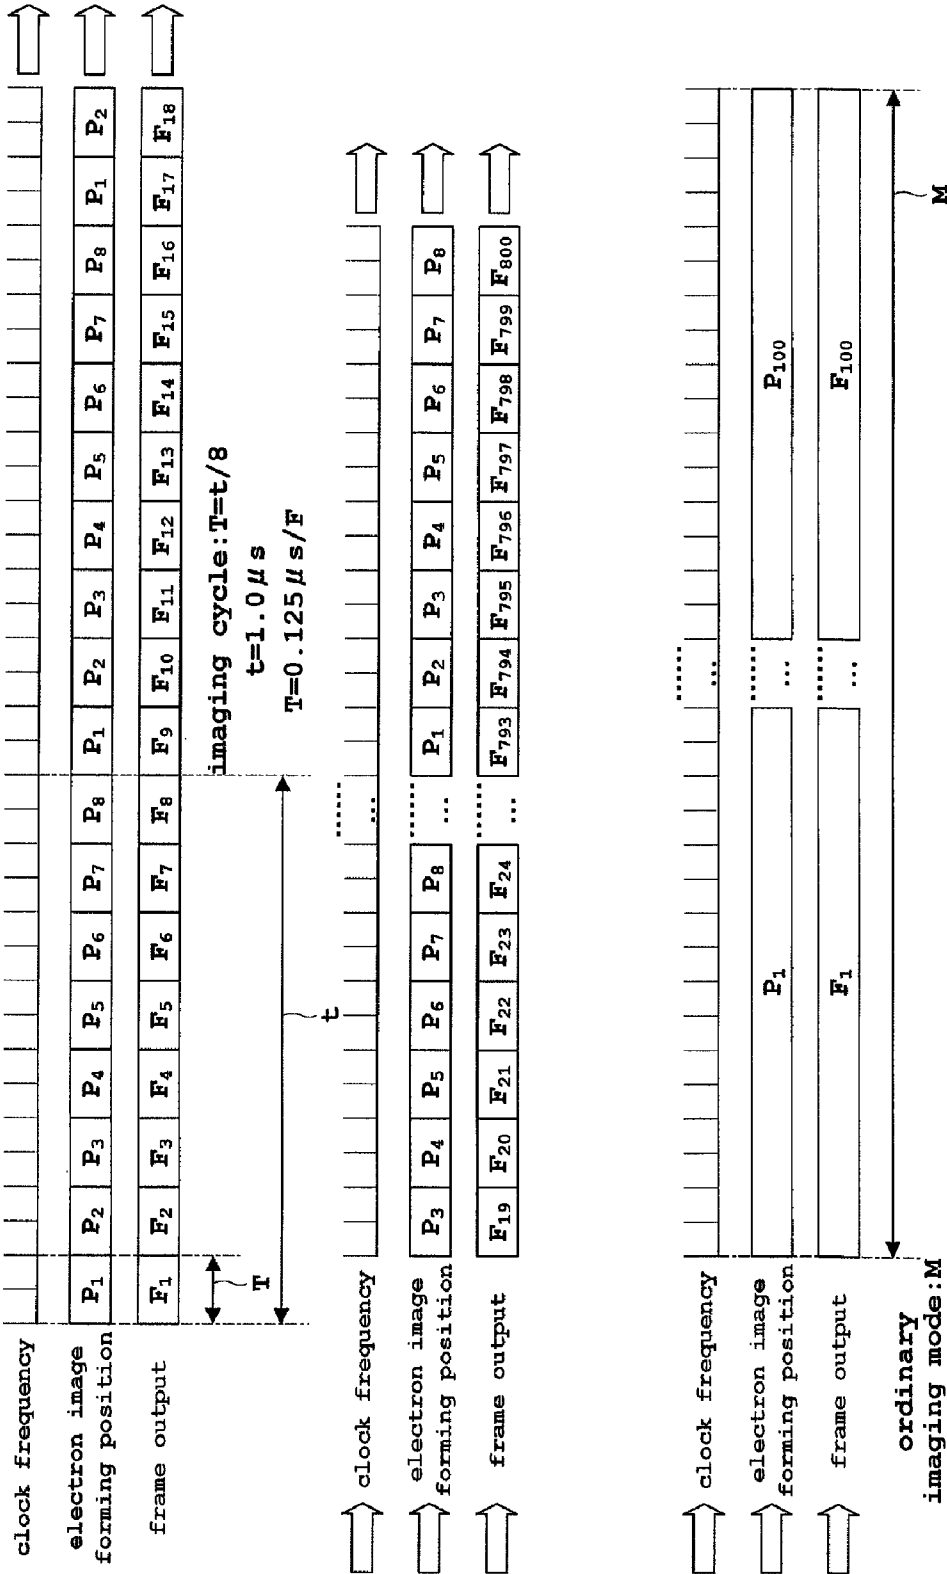 clock frequency
electron image
forming position
P1 P2 P3 P4 P5 P6 P7 P8 P1 P2 P3 P4 P5 P6 P7 P8 P1 P2
frame output
F1 F2 F3 F4 F5 F6 F7 F8 F9 F10 F11 F12 F13 F14 F15 F16 F17 F18
T
t
imaging cycle:T=t/8
t=1.0μs
T=0.125μs/F
clock frequency
...... ...
electron image
forming position
P3 P4 P5 P6 P7 P8 ...... ... P1 P2 P3 P4 P5 P6 P7 P8
frame output
F19 F20 F21 F22 F23 F24 ...... ... F793 F794 F795 F796 F797 F798 F799 F800
clock frequency
...... ...
electron image
forming position
P1 ...... ... P100
frame output
F1 ...... ... F100
ordinary
imaging mode:M
M